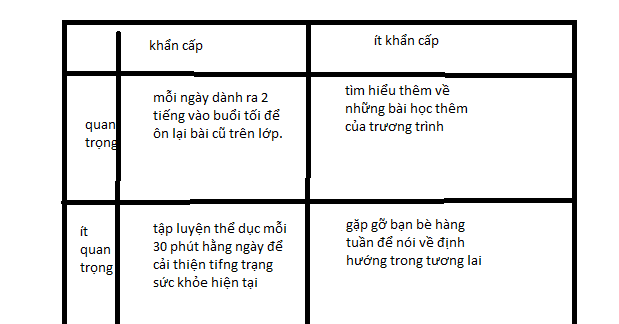 khẩn cấp
ít khẩn cấp
quan
trọng
mỗi ngày dành ra 2
tiếng vào buổi tối để
ôn lại bài cũ trên lớp.
tìm hiểu thêm về
những bài học thêm
của trương trình
ít
quan
trọng
tập luyện thể dục mỗi
30 phút hằng ngày để
cải thiện tifng trạng
sức khỏe hiện tại
gặp gỡ bạn bè hàng
tuần để nói về định
hướng trong tương lai